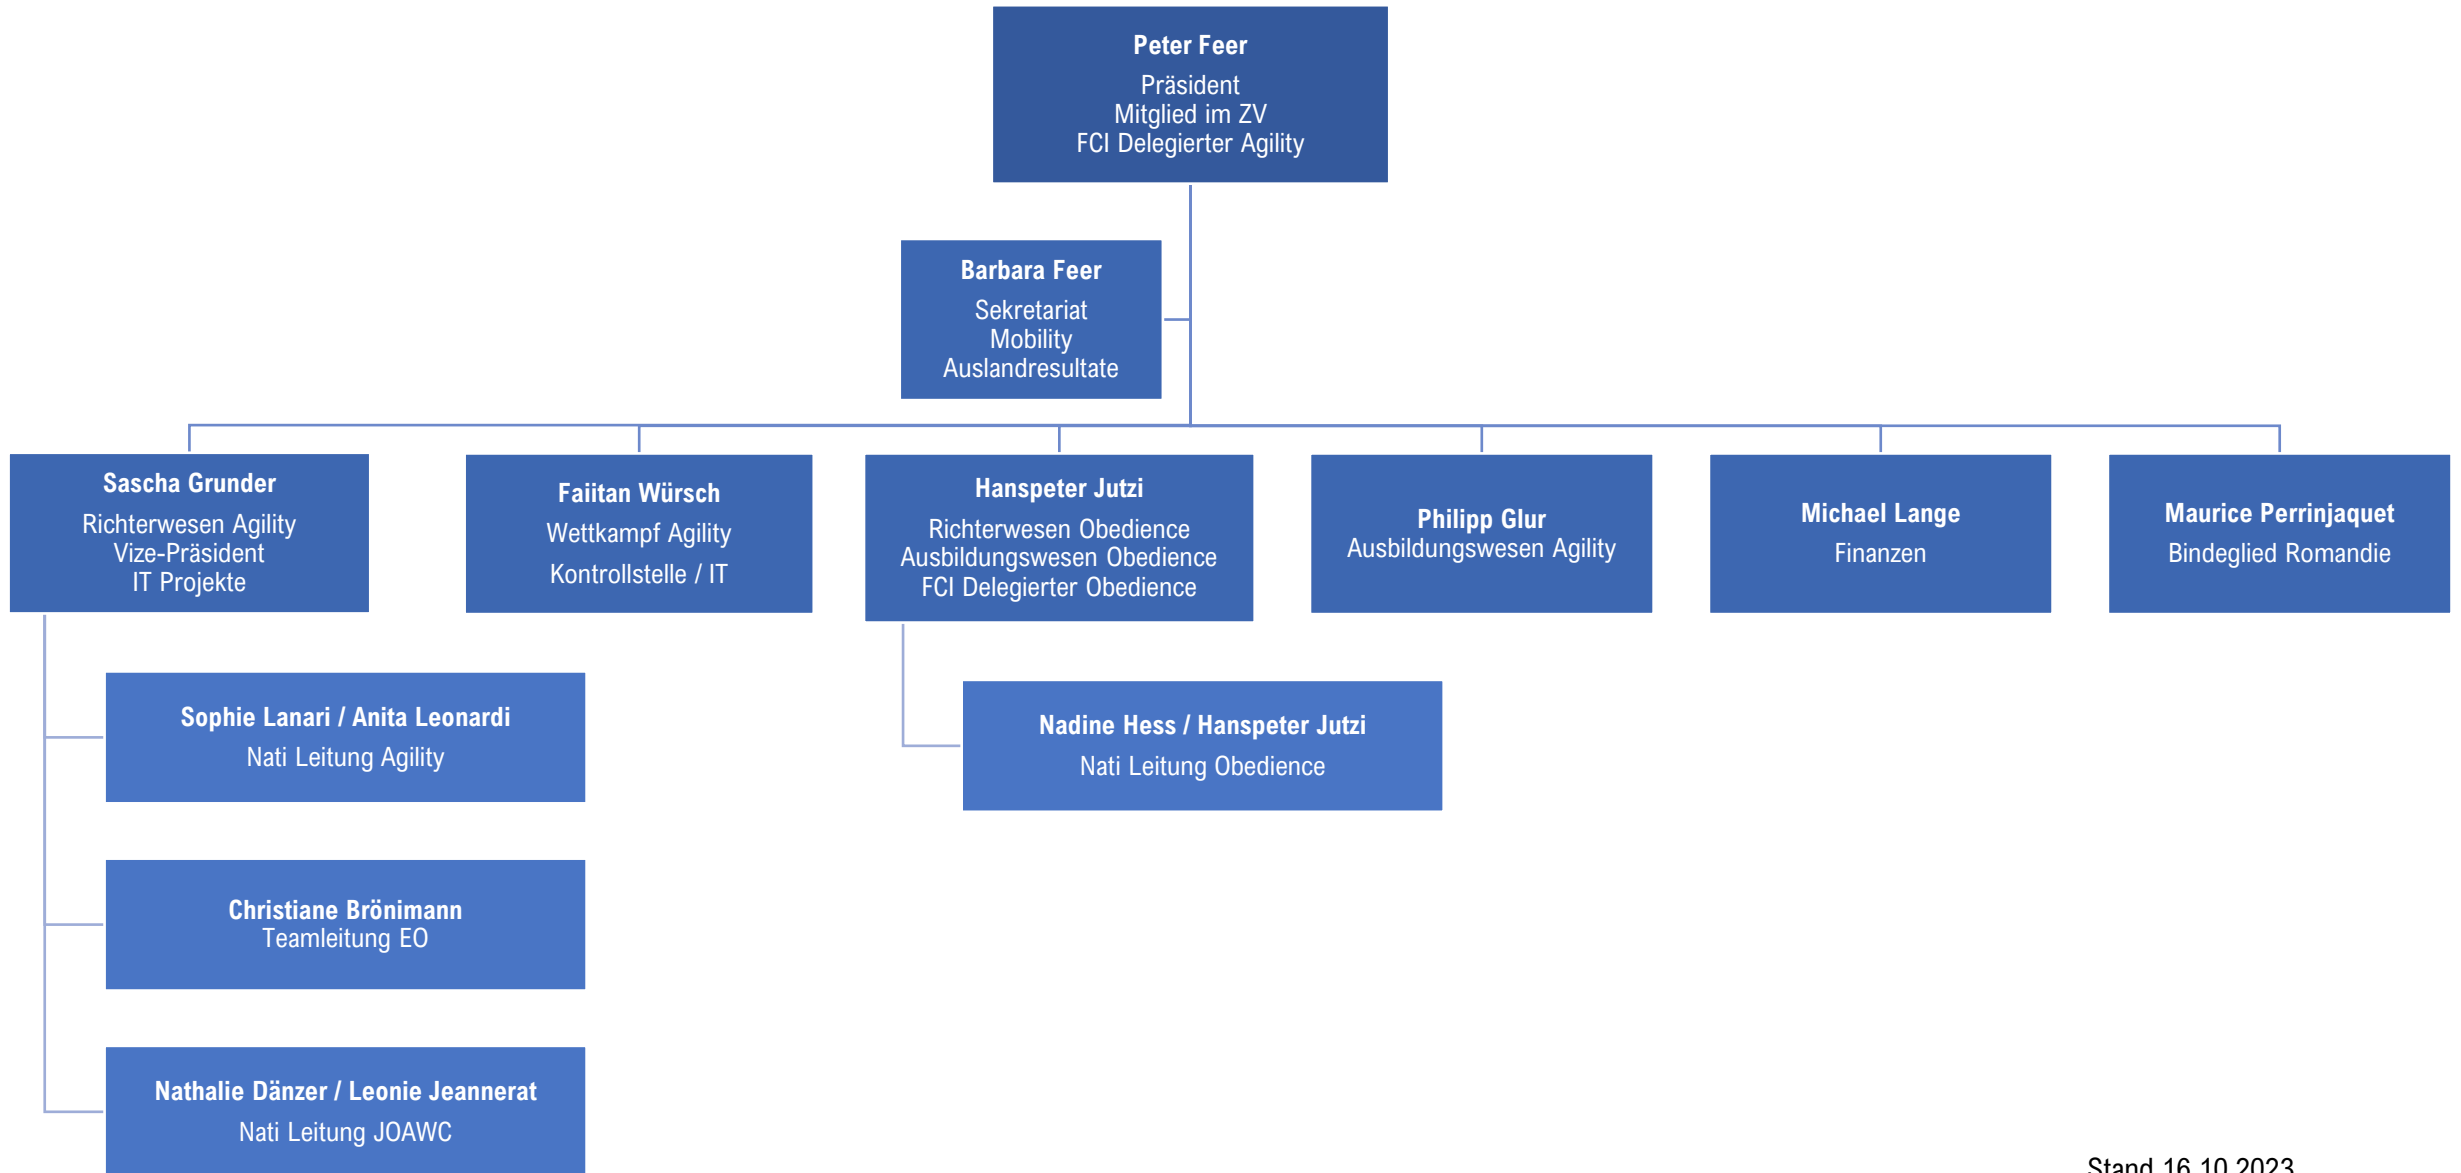 Peter Feer
Präsident
Mitglied im ZV
FCI Delegierter Agility
Barbara Feer
Sekretariat
Mobility
Auslandresultate
Sascha Grunder
Richterwesen Agility
Vize-Präsident
IT Projekte
Faiitan Würsch
Wettkampf Agility
Kontrollstelle / IT
Hanspeter Jutzi
Richterwesen Obedience
Ausbildungswesen Obedience
FCI Delegierter Obedience
Philipp Glur
Ausbildungswesen Agility
Michael Lange
Finanzen
Maurice Perrinjaquet
Bindeglied Romandie
Sophie Lanari / Anita Leonardi
Nati Leitung Agility
Nadine Hess / Hanspeter Jutzi
Nati Leitung Obedience
Christiane Brönimann
Teamleitung EO
Nathalie Dänzer / Leonie Jeannerat
Nati Leitung JOAWC
Stand 16.10.2023